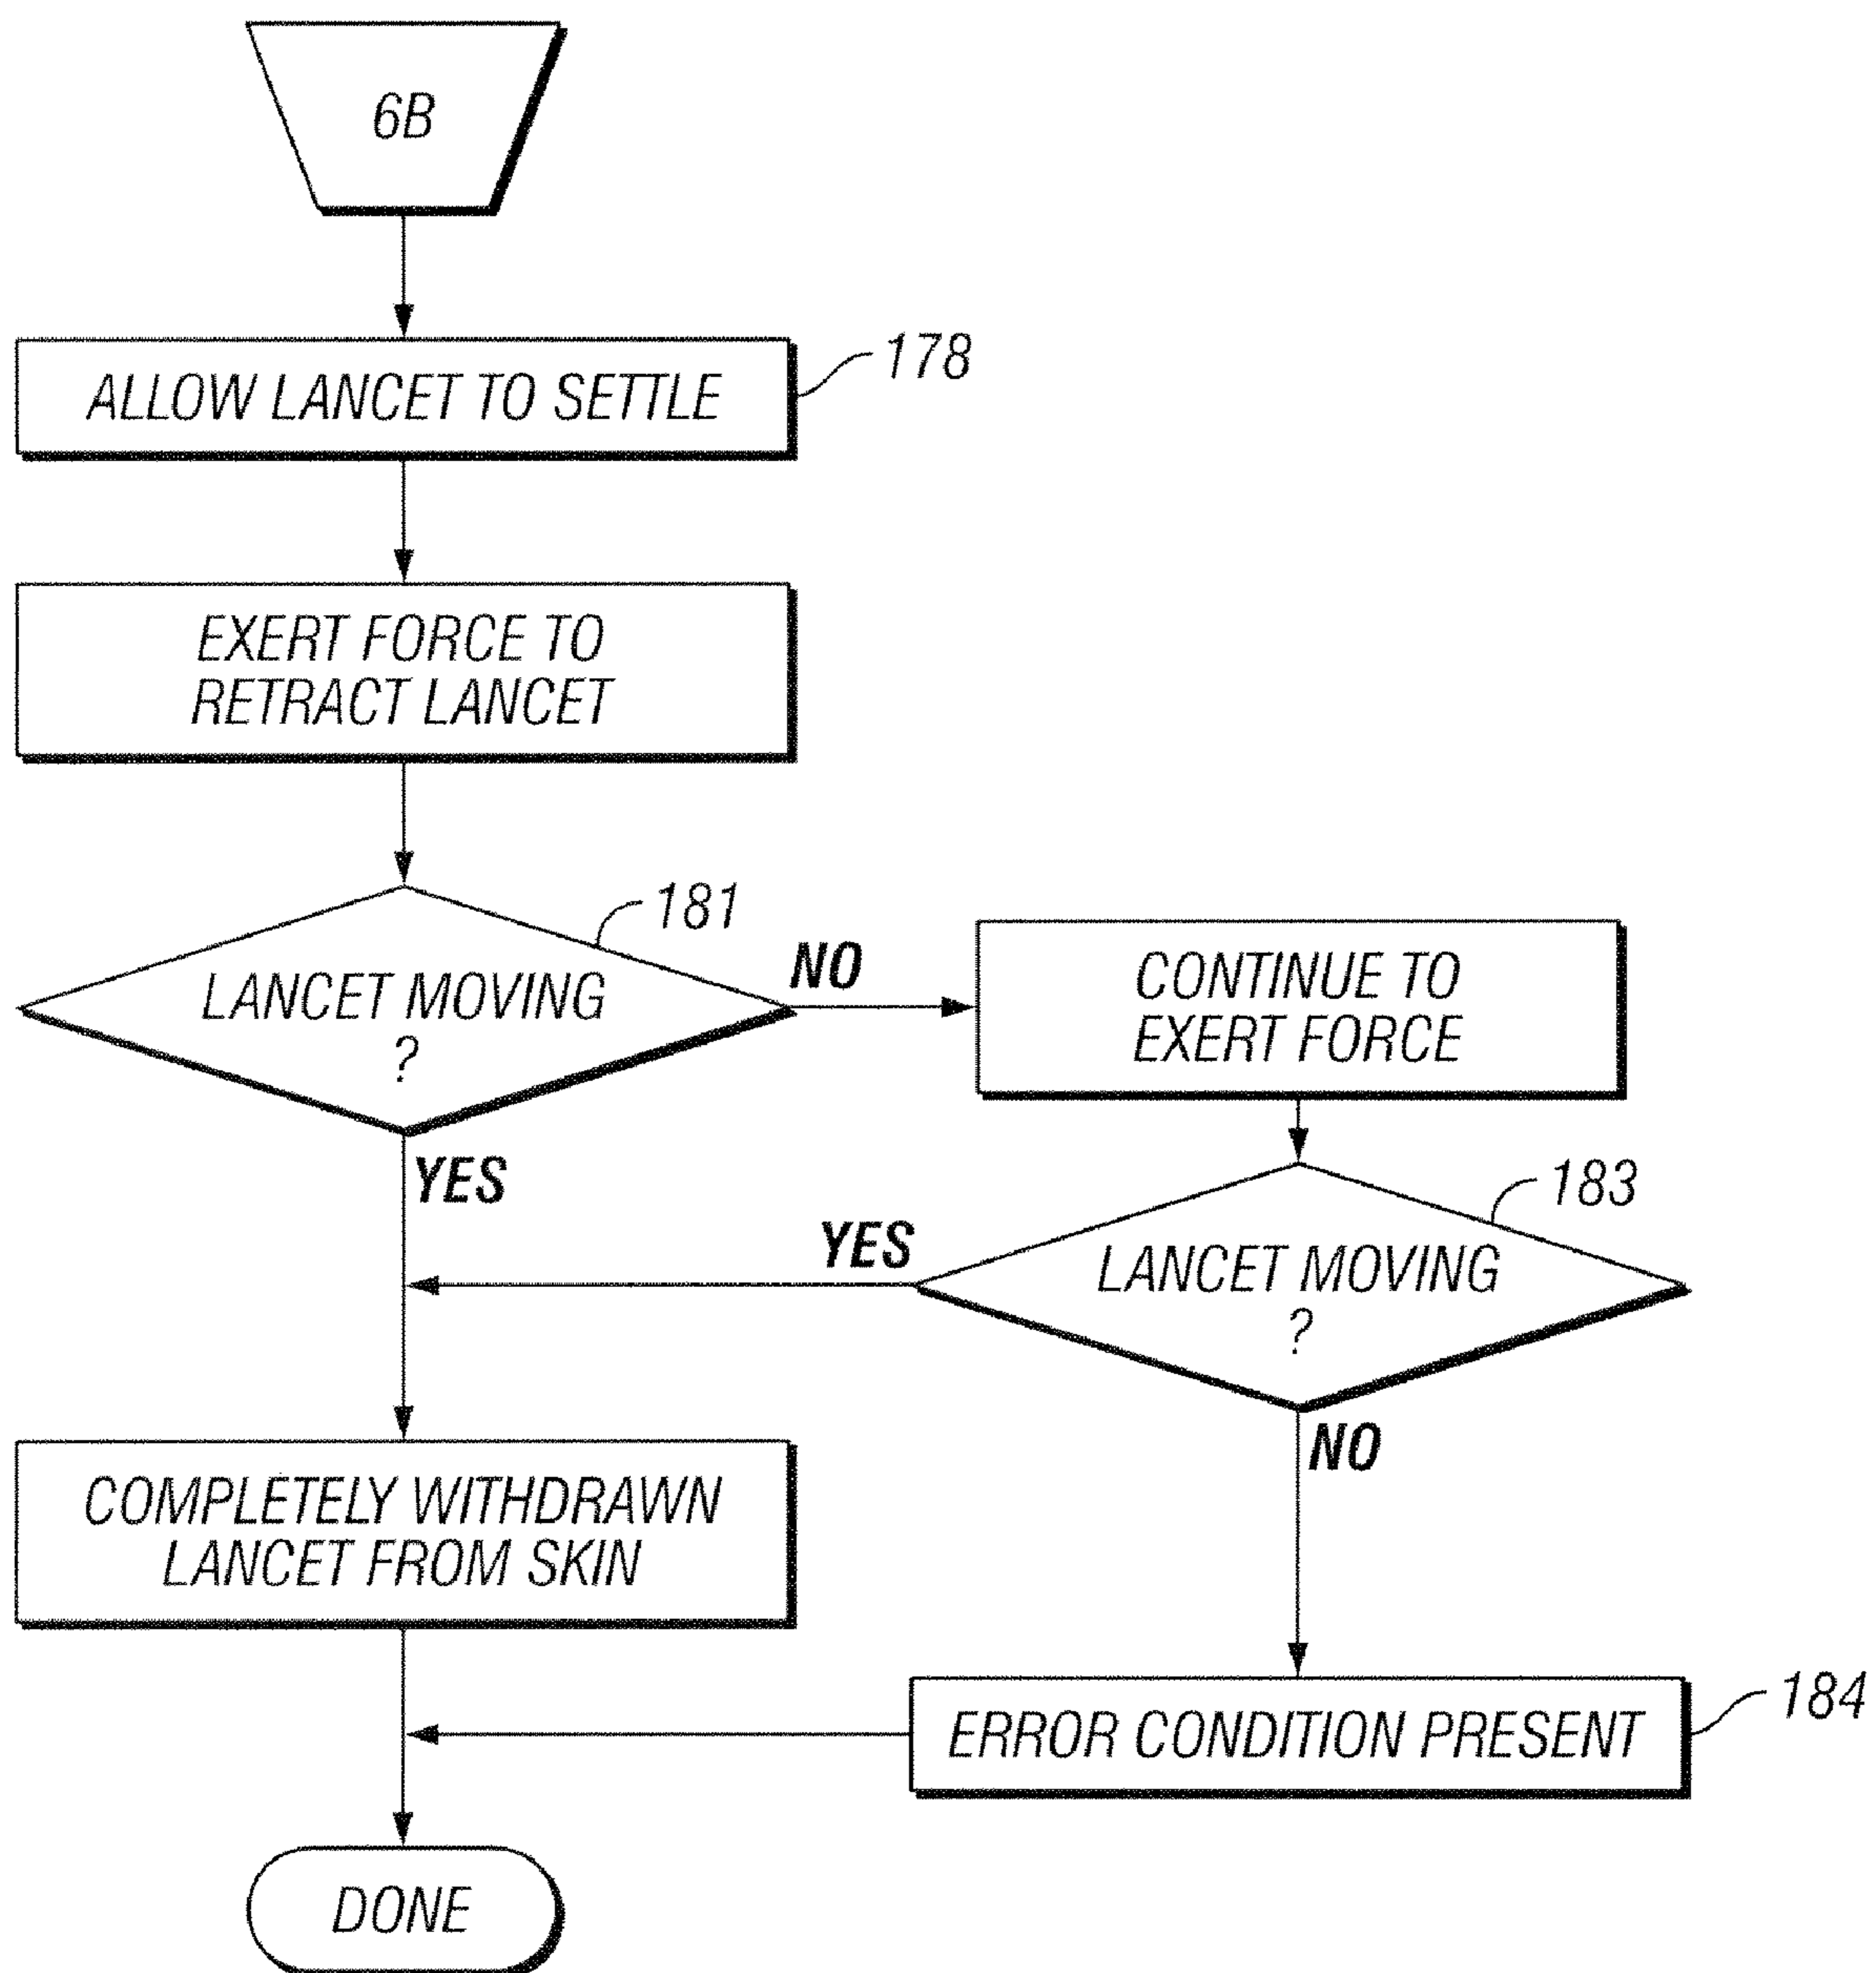 6B
ALLOW LANCET TO SETTLE
178
EXERT FORCE TO
RETRACT LANCET
181
LANCET MOVING
?
NO
CONTINUE TO
EXERT FORCE
YES
183
LANCET MOVING
?
YES
NO
COMPLETELY WITHDRAWN
LANCET FROM SKIN
ERROR CONDITION PRESENT
184
DONE